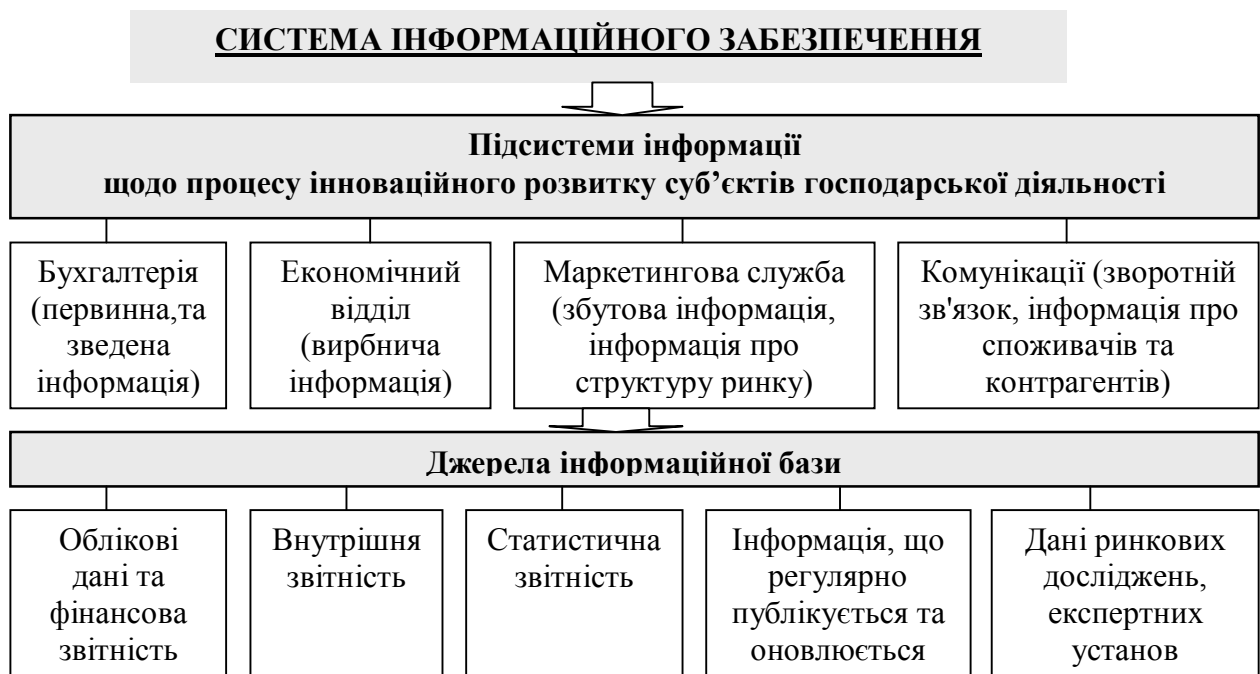 СИСТЕМА ІНФОРМАЦІЙНОГО ЗАБЕЗПЕЧЕННЯ
Підсистеми інформації
щодо процесу інноваційного розвитку суб’єктів господарської діяльності
Бухгалтерія
(первинна,та
зведена
інформація)
Економічний
відділ
(вирбнича
інформація)
Маркетингова служба
(збутова інформація,
інформація про
структуру ринку)
Комунікації (зворотній
зв'язок, інформація про
споживачів та
контрагентів)
Джерела інформаційної бази
Облікові
дані та
фінансова
звітність
Внутрішня
звітність
Статистична
звітність
Інформація, що
регулярно
публікується та
оновлюється
Дані ринкових
досліджень,
експертних
установ